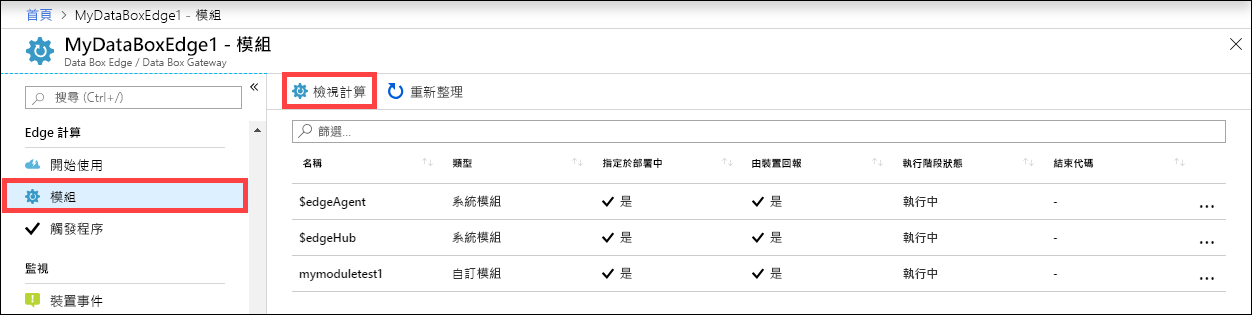 首頁 > MyDataBoxEdge1 - 模組
MyDataBoxEdge1 - 模組
Data Box Edge / Data Box Gateway
搜尋 (Ctrl+/)
Edge 計算
開始使用
模組
觸發程序
監視
裝置事件
檢視計算 重新整理
篩選...
名稱 類型 指定於部署中 由裝置回報 執行階段狀態 結束代碼
$edgeAgent 系統模組 是 是 執行中 -
$edgeHub 系統模組 是 是 執行中 -
mymoduletest1 自訂模組 是 是 執行中 -